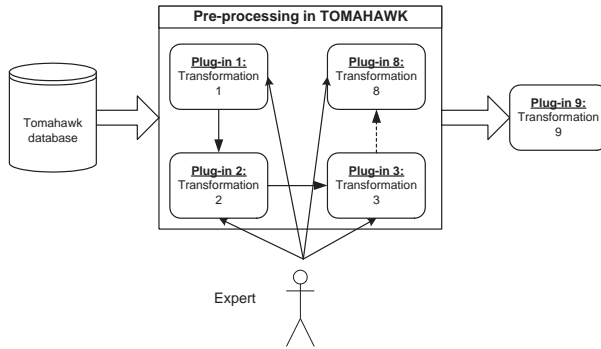 Pre-processing in TOMAHAWK
Tomahawk
database
Plug-in 1:
Transformation
1
Plug-in 8:
Transformation
8
Plug-in 9:
Transformation
9
Plug-in 2:
Transformation
2
Plug-in 3:
Transformation
3
Expert